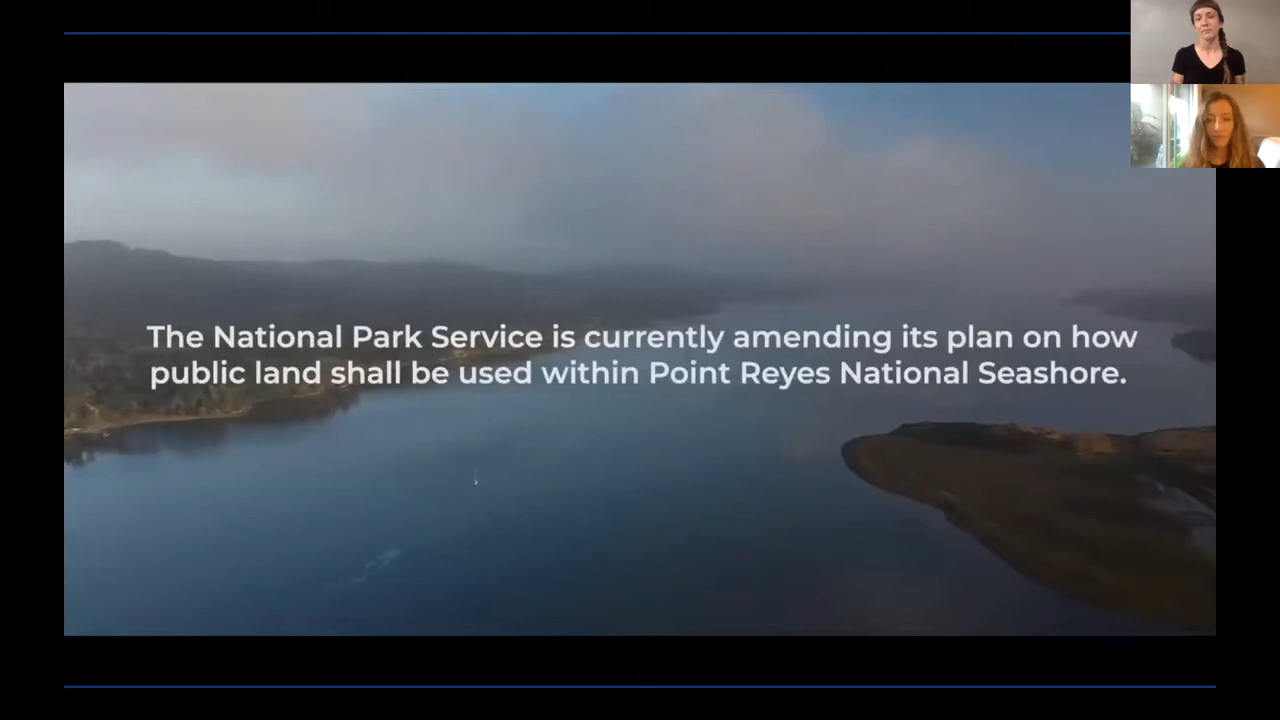 The National Park Service is currently amending its plan on how
public land shall be used within Point Reyes National Seashore.